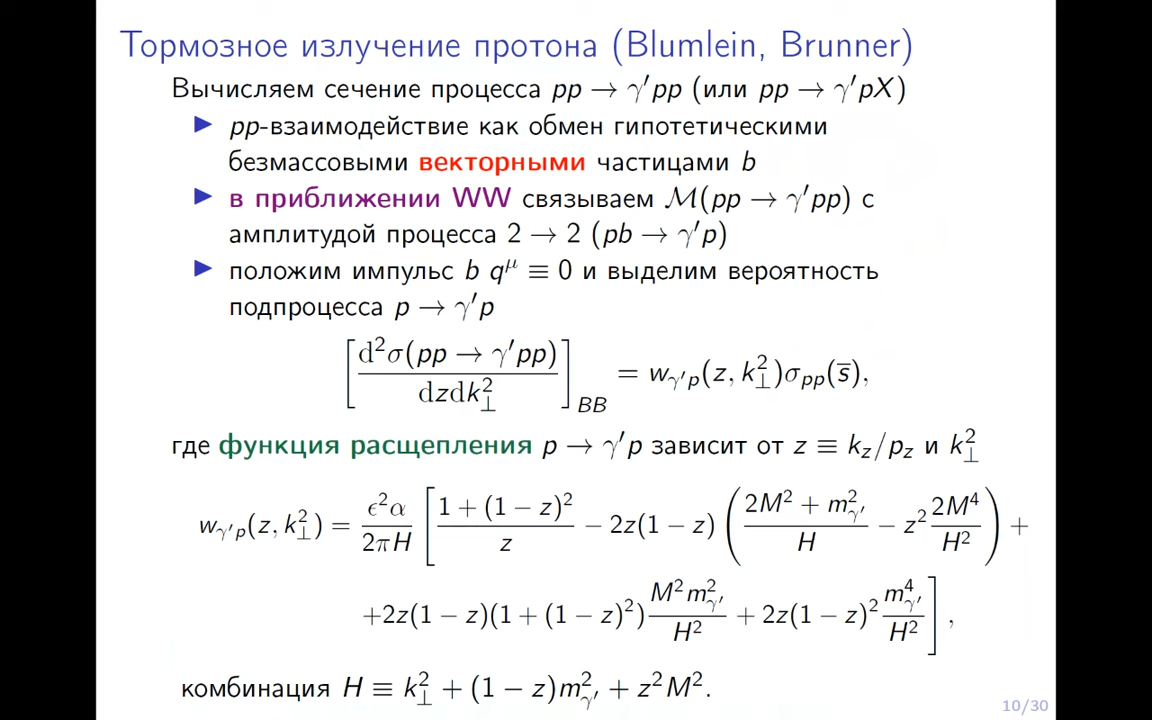 Тормозное излучение протона (Blumlein, Brunner)
Вычисляем сечение процесса pp → γ′pp (или pp → γ′pX)
▶ pp-взаимодействие как обмен гипотетическими
безмассовыми векторными частицами b
▶ в приближении WW связываем ℳ(pp → γ′pp) с
амплитудой процесса 2 → 2 (pb → γ′p)
▶ положим импульс b q^μ ≡ 0 и выделим вероятность
подпроцесса p → γ′p
[d²σ(pp → γ′pp) / dzdk²_⊥]_BB = w_γ′p(z, k²_⊥)σ_pp(s̅),
где функция расщепления p → γ′p зависит от z ≡ k_z/p_z и k²_⊥
w_γ′p(z, k²_⊥) = ϵ²α/2πH [ (1 + (1 − z)²)/z − 2z(1 − z) ( (2M² + m²_γ′)/H − z² 2M⁴/H² ) +
+2z(1 − z)(1 + (1 − z)²) M²m²_γ′/H² + 2z(1 − z)² m⁴_γ′/H² ] ,
комбинация H ≡ k²_⊥ + (1 − z)m²_γ′ + z²M².
10/30